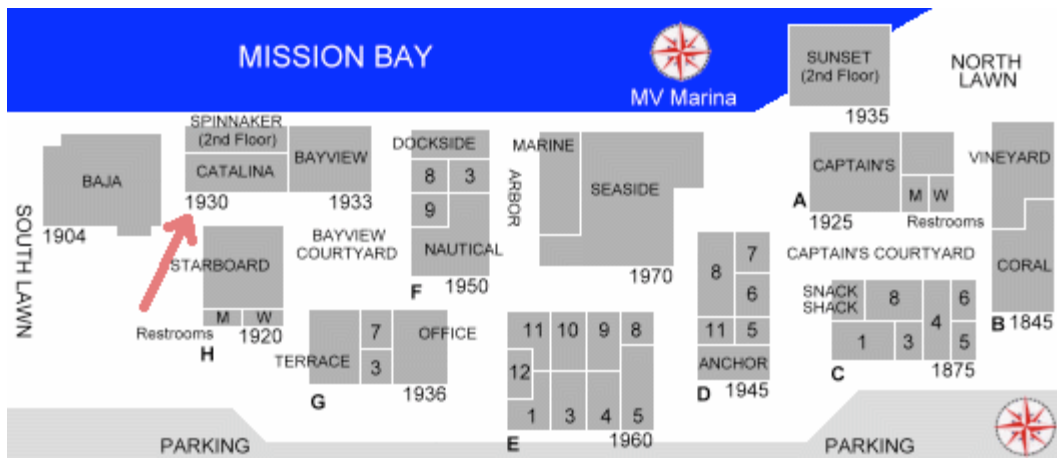 MISSION BAY
MV Marina
SUNSET
(2nd Floor)
1935
NORTH
LAWN
SOUTH LAWN
BAJA
1904
SPINNAKER
(2nd Floor)
CATALINA
1930
BAYVIEW
1933
DOCKSIDE
8 3
9
NAUTICAL
F 1950
ARBOR
MARINE
SEASIDE
1970
CAPTAIN'S
M W
A
1925
Restrooms
VINEYARD
CORAL
B 1845
BAYVIEW
COURTYARD
CAPTAIN'S COURTYARD
STARBOARD
M W
Restrooms
H 1920
TERRACE
7
3
OFFICE
G 1936
11 10 9 8
12
1 3 4 5
E 1960
8 7
6
11 5
ANCHOR
D 1945
SNACK
SHACK
8 4 6
1 3 5
C 1875
PARKING
PARKING